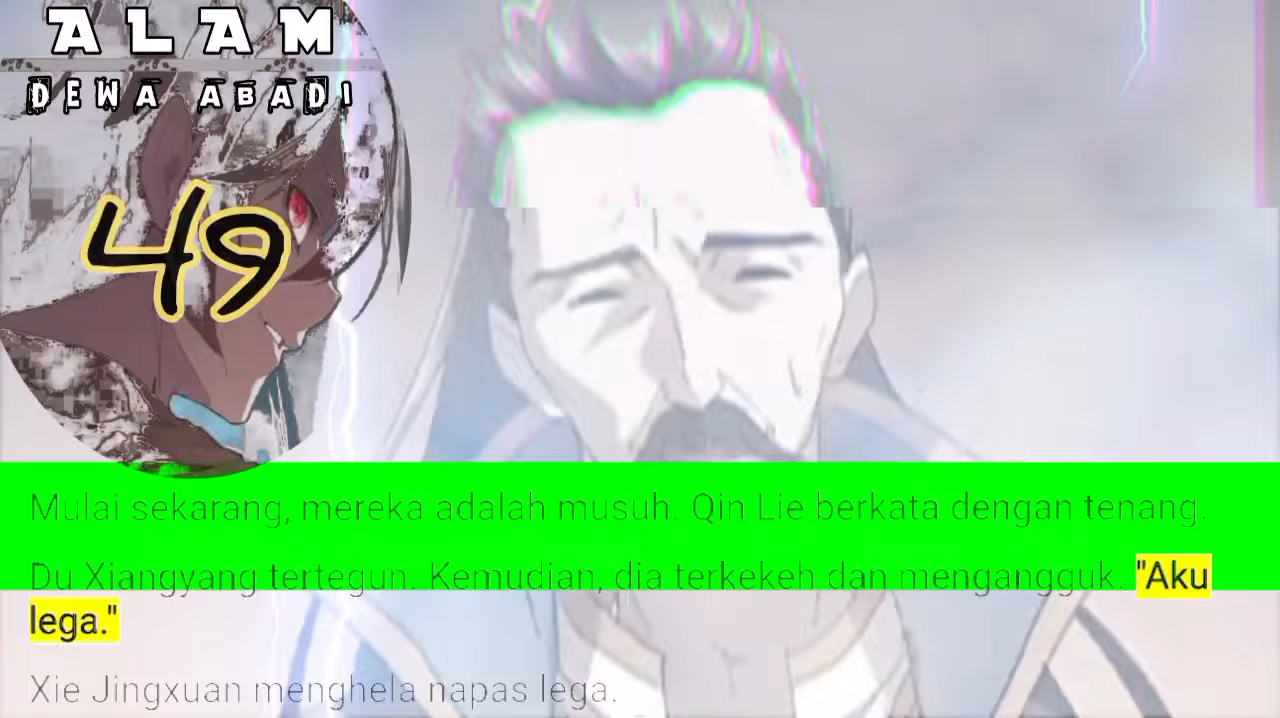 ALAM
DEWA ABADI
49
Mulai sekarang, mereka adalah musuh. Qin Lie berkata dengan tenang.
Du Xiangyang tertegun. Kemudian, dia terkekeh dan mengangguk. "Aku
lega."
Xie Jingxuan menghela napas lega.